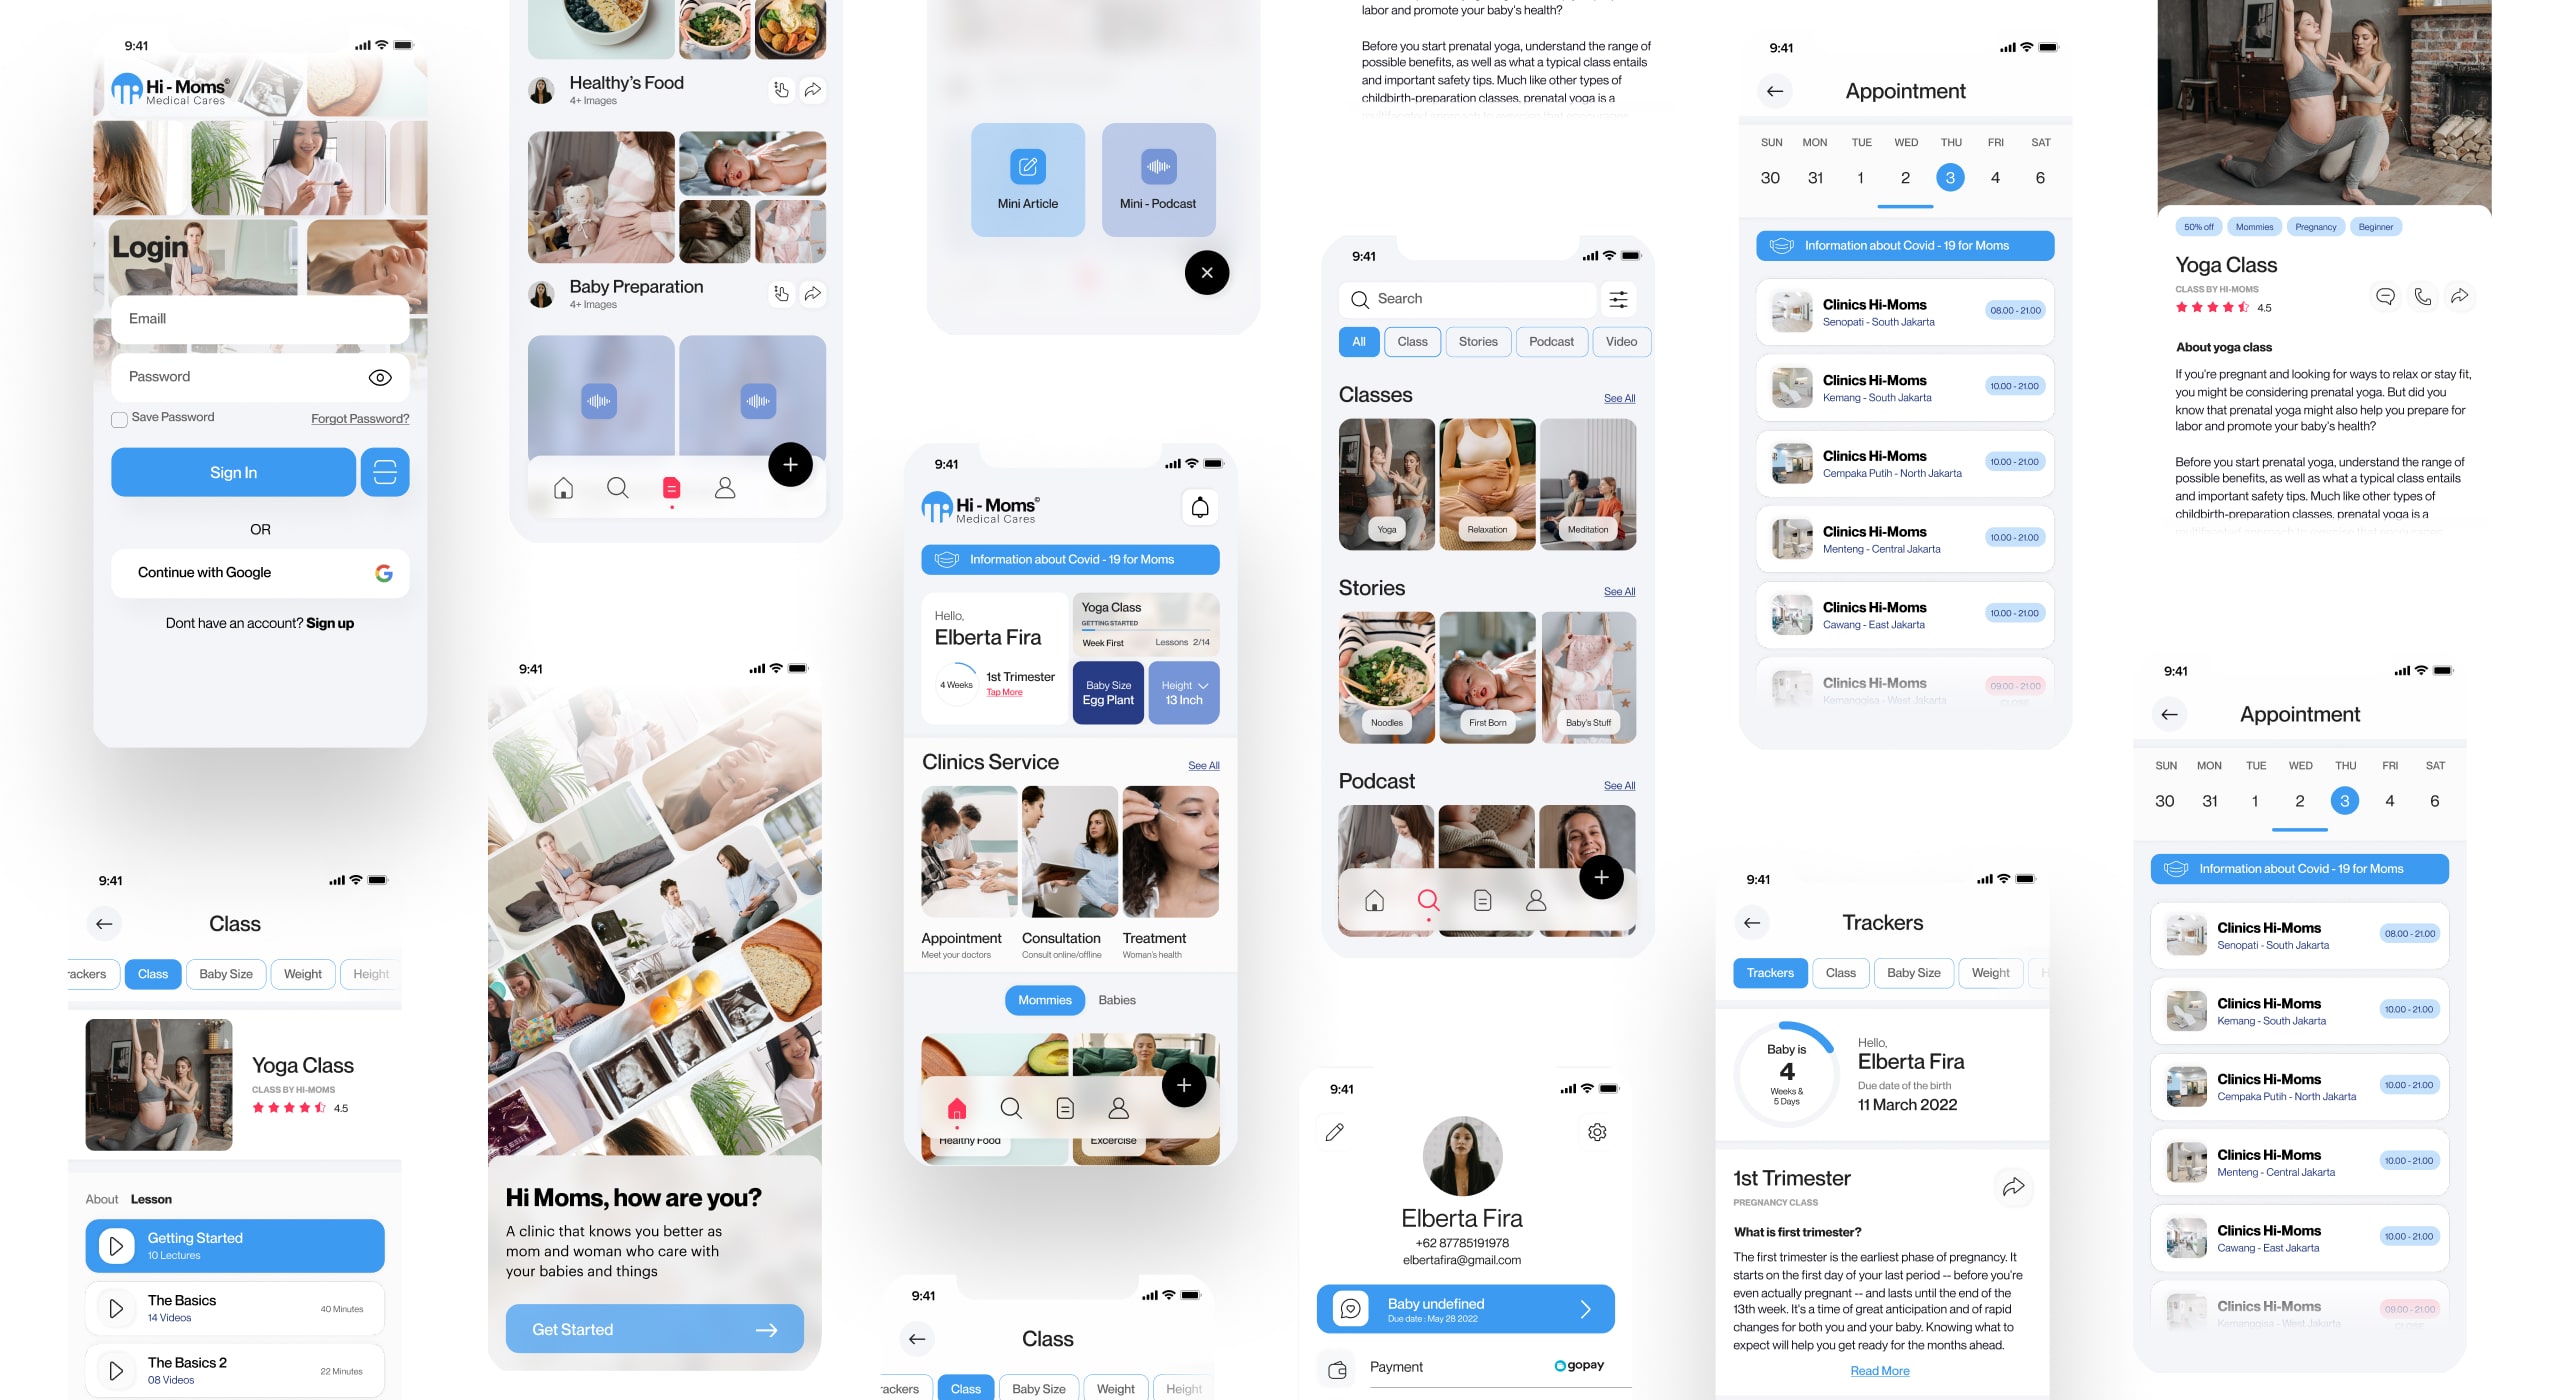 9:41
Hi - Moms©
Medical Cares
Login
Emaill
Password
Save Password
Forgot Password?
Sign In
OR
Continue with Google
Dont have an account? Sign up
9:41
Class
rackers
Class
Baby Size
Weight
Height
Yoga Class
CLASS BY HI-MOMS
4.5
About
Lesson
Getting Started
10 Lectures
The Basics
14 Videos
40 Minutes
The Basics 2
08 Videos
22 Minutes
Healthy's Food
4+ Images
Baby Preparation
4+ Images
9:41
Hi Moms, how are you?
A clinic that knows you better as
mom and woman who care with
your babies and things
Get Started
Mini Article
Mini - Podcast
9:41
Hi - Moms©
Medical Cares
Information about Covid - 19 for Moms
Hello,
Elberta Fira
4 Weeks
1st Trimester
Tap More
Yoga Class
GETTING STARTED
Week First
Lessons 2/14
Baby Size
Egg Plant
Height
13 Inch
Clinics Service
See All
Appointment
Meet your doctors
Consultation
Consult online/offline
Treatment
Woman's health
Mommies
Babies
Healthy Food
Excercise
9:41
Class
rackers
Class
Baby Size
Weight
Height
labor and promote your baby's health?
Before you start prenatal yoga, understand the range of
possible benefits, as well as what a typical class entails
and important safety tips. Much like other types of
childbirth-preparation classes, prenatal yoga is a
multifaceted approach to exercise that encourages
9:41
Search
All
Class
Stories
Podcast
Video
Classes
See All
Yoga
Relaxation
Meditation
Stories
See All
Noodles
First Born
Baby's Stuff
Podcast
See All
9:41
Elberta Fira
+62 87785191978
elbertafira@gmail.com
Baby undefined
Due date : May 28 2022
Payment
gopay
9:41
Appointment
SUN MON TUE WED THU FRI SAT
30 31 1 2 3 4 6
Information about Covid - 19 for Moms
Clinics Hi-Moms
Senopati - South Jakarta
08.00 - 21.00
Clinics Hi-Moms
Kemang - South Jakarta
10.00 - 21.00
Clinics Hi-Moms
Cempaka Putih - North Jakarta
10.00 - 21.00
Clinics Hi-Moms
Menteng - Central Jakarta
10.00 - 21.00
Clinics Hi-Moms
Cawang - East Jakarta
10.00 - 21.00
Clinics Hi-Moms
Kemanggisa - West Jakarta
09.00 - 21.00
CLOSE
9:41
Trackers
Trackers
Class
Baby Size
Weight
H
Baby is
4
Weeks &
5 Days
Hello,
Elberta Fira
Due date of the birth
11 March 2022
1st Trimester
PREGNANCY CLASS
What is first trimester?
The first trimester is the earliest phase of pregnancy. It
starts on the first day of your last period -- before you're
even actually pregnant -- and lasts until the end of the
13th week. It's a time of great anticipation and of rapid
changes for both you and your baby. Knowing what to
expect will help you get ready for the months ahead.
Read More
50% off
Mommies
Pregnancy
Beginner
Yoga Class
CLASS BY HI-MOMS
4.5
About yoga class
If you're pregnant and looking for ways to relax or stay fit,
you might be considering prenatal yoga. But did you
know that prenatal yoga might also help you prepare for
labor and promote your baby's health?
Before you start prenatal yoga, understand the range of
possible benefits, as well as what a typical class entails
and important safety tips. Much like other types of
childbirth-preparation classes, prenatal yoga is a
multifaceted approach to exercise that encourages
9:41
Appointment
SUN MON TUE WED THU FRI SAT
30 31 1 2 3 4 6
Information about Covid - 19 for Moms
Clinics Hi-Moms
Senopati - South Jakarta
08.00 - 21.00
Clinics Hi-Moms
Kemang - South Jakarta
10.00 - 21.00
Clinics Hi-Moms
Cempaka Putih - North Jakarta
10.00 - 21.00
Clinics Hi-Moms
Menteng - Central Jakarta
10.00 - 21.00
Clinics Hi-Moms
Cawang - East Jakarta
10.00 - 21.00
Clinics Hi-Moms
Kemanggisa - West Jakarta
09:00 - 21:00
CLOSE